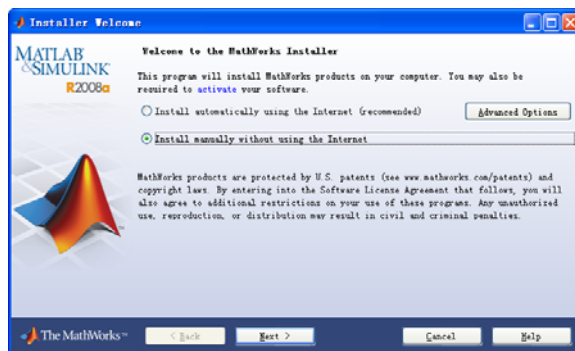 Installer Welcome
MATLAB
&SIMULINK
R2008a
Welcome to the MathWorks Installer
This program will install MathWorks products on your computer. You may also be
required to activate your software.
Install automatically using the Internet (recommended)
Advanced Options
Install manually without using the Internet
MathWorks products are protected by U.S. patents (see www.mathworks.com/patents) and
copyright laws. By entering into the Software License Agreement that follows, you will
also agree to additional restrictions on your use of these programs. Any unauthorized
use, reproduction, or distribution may result in civil and criminal penalties.
The MathWorks™
< Back
Next >
Cancel
Help